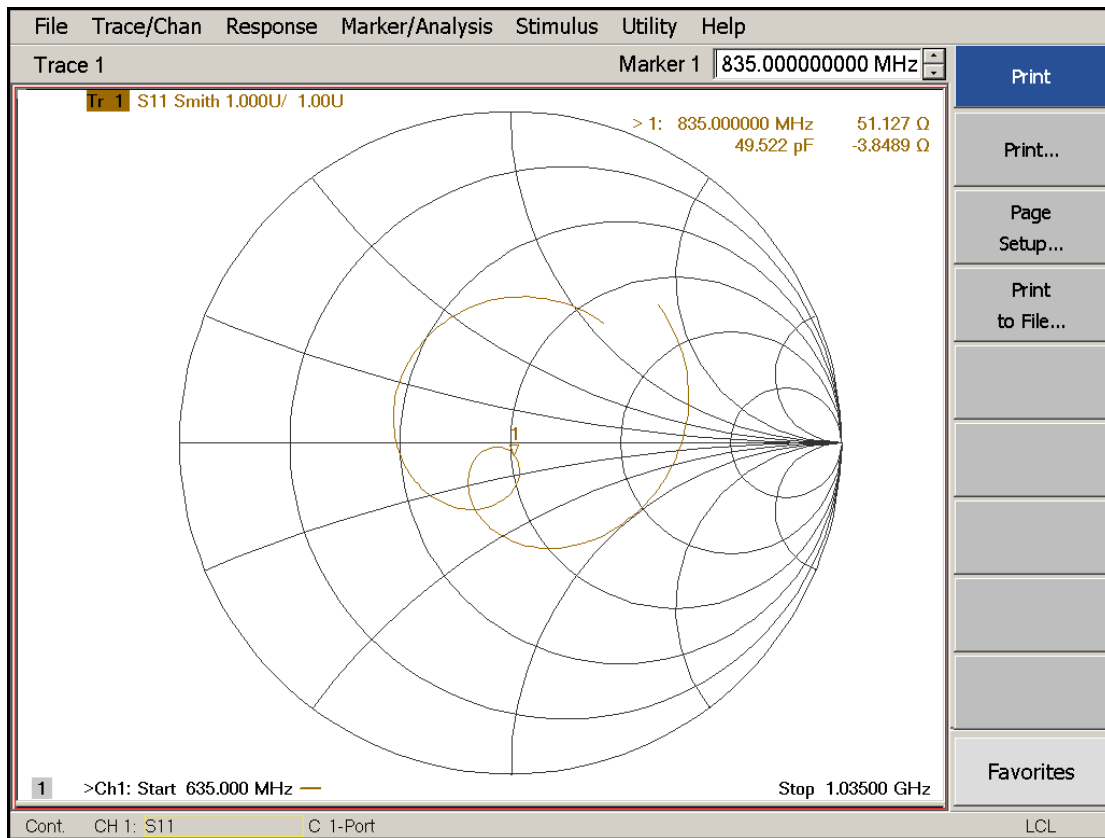 File Trace/Chan Response Marker/Analysis Stimulus Utility Help
Trace 1 Marker 1 835.000000000 MHz
Print
Tr 1 S11 Smith 1.000U/ 1.00U
> 1: 835.000000 MHz 51.127 Ω
49.522 pF -3.8489 Ω
Print...
Page
Setup...
Print
to File...
1
1 >Ch1: Start 635.000 MHz Stop 1.03500 GHz
Favorites
Cont. CH 1: S11 C 1-Port LCL